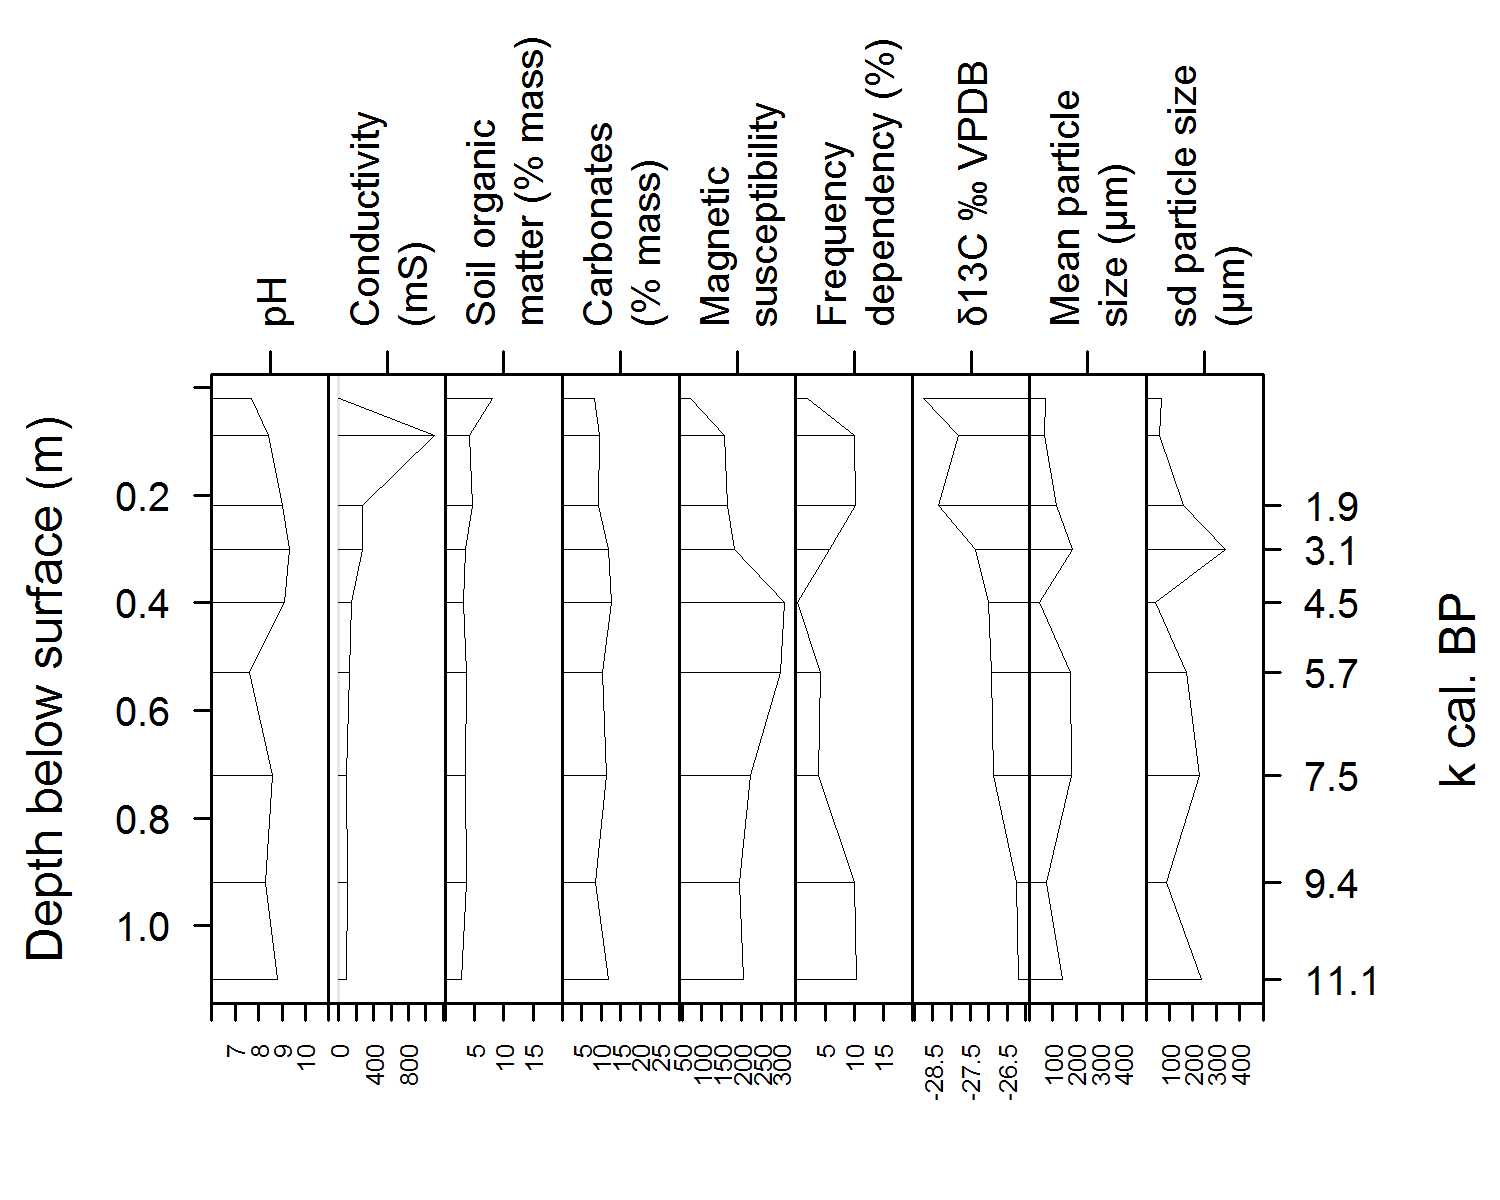 pH
Conductivity
(mS)
Soil organic
matter (% mass)
Carbonates
(% mass)
Magnetic
susceptibility
Frequency
dependency (%)
δ13C ‰ VPDB
Mean particle
size (µm)
sd particle size
(µm)
Depth below surface (m)
0.2
0.4
0.6
0.8
1.0
1.9
3.1
4.5
5.7
7.5
9.4
11.1
k cal. BP
7 8 9 10
0 400 800
5 10 15
5 10 15 20 25
50 100 150 200 250 300
5 10 15
-28.5 -27.5 -26.5
100 200 300 400
100 200 300 400